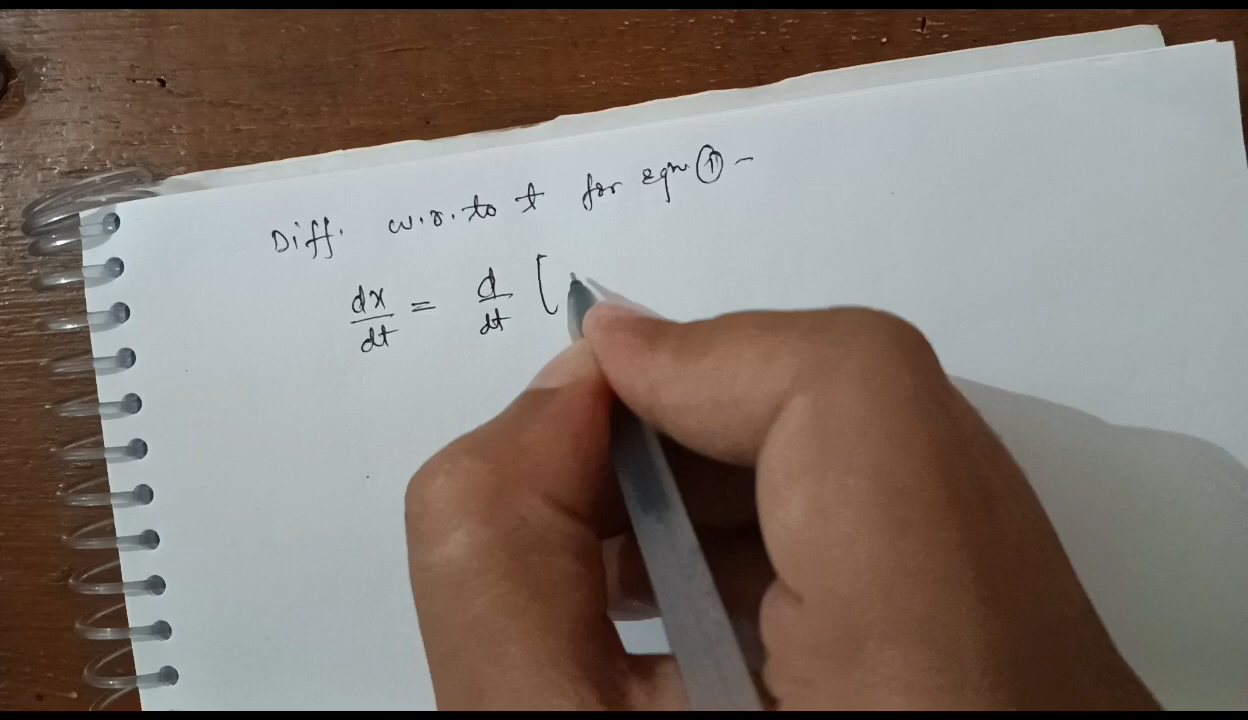 Diff. w.r.to t for eqn. ① -
dx/dt = d/dt [